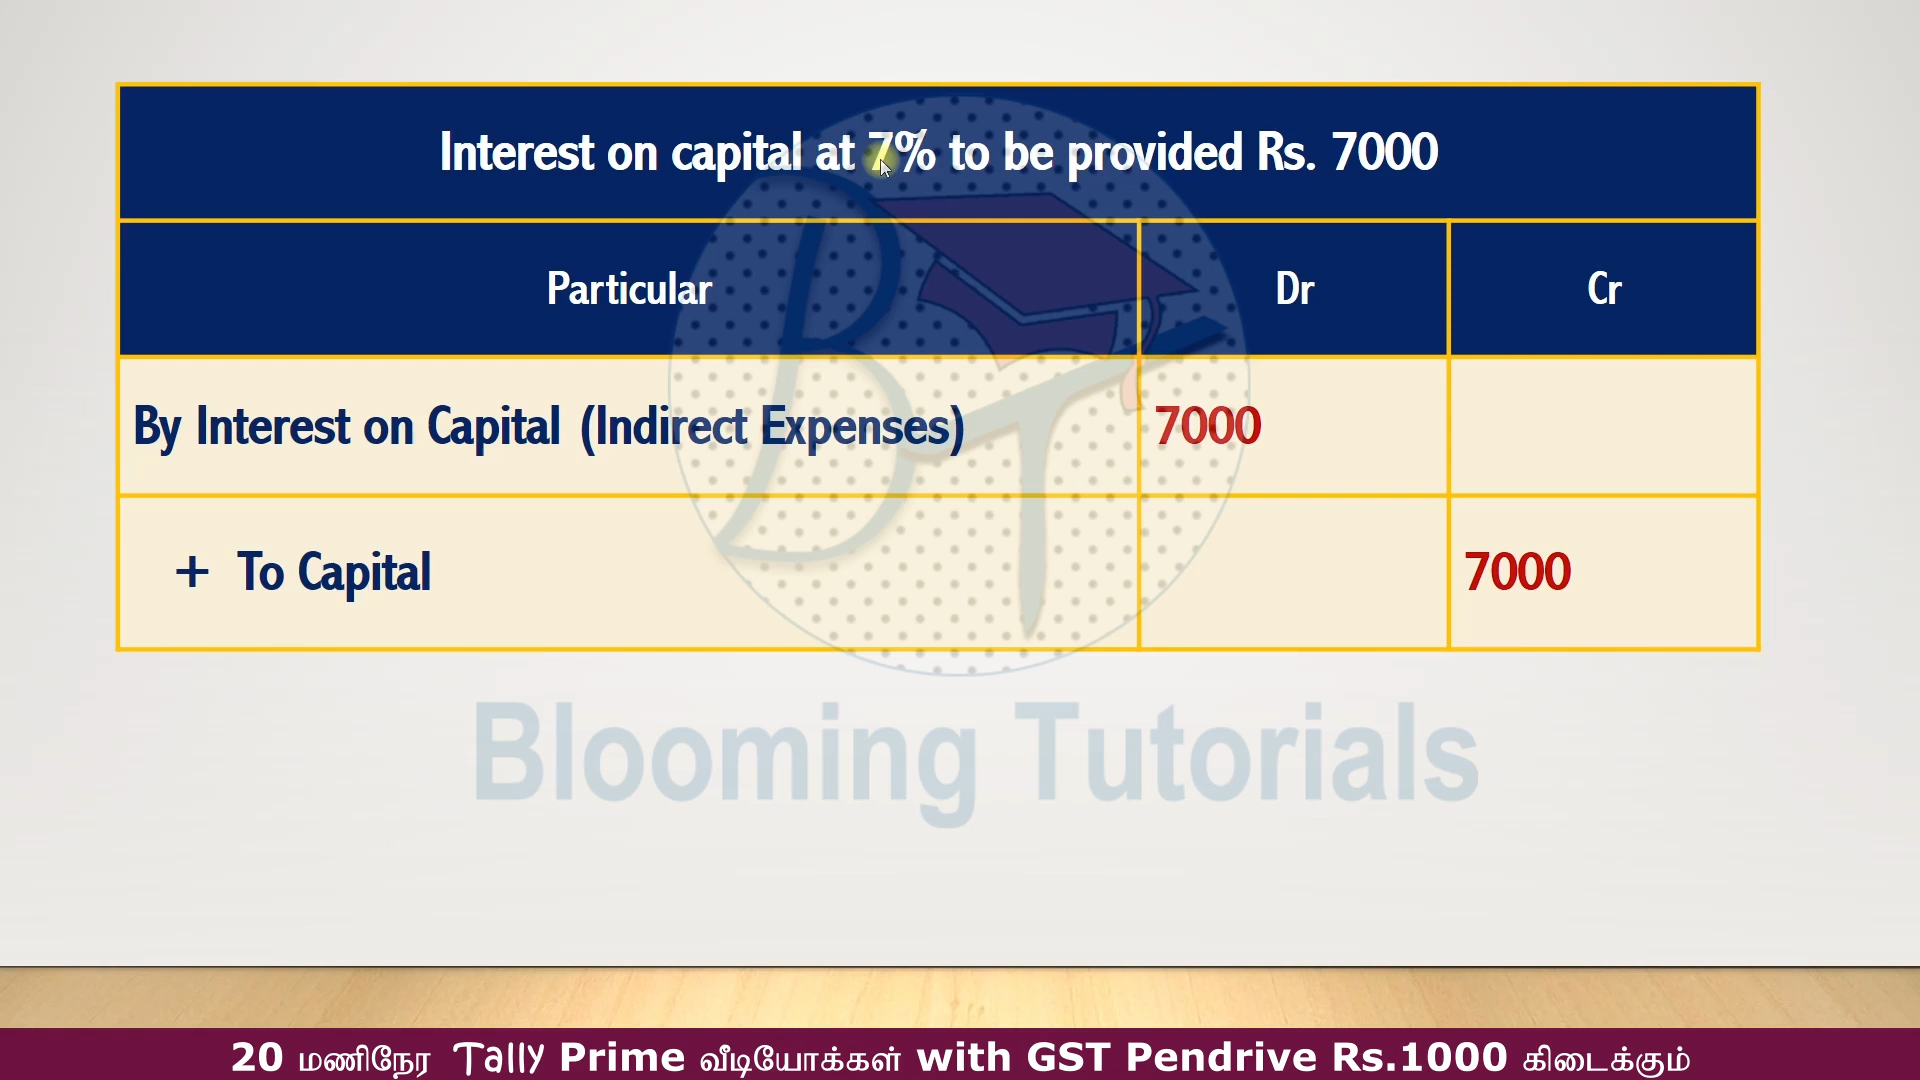 Interest on capital at 7% to be provided Rs. 7000
Particular Dr Cr
By Interest on Capital (Indirect Expenses) 7000
+ To Capital 7000
BT
Blooming Tutorials
20 மணிநேர Tally Prime வீடியோக்கள் with GST Pendrive Rs.1000 கிடைக்கும்